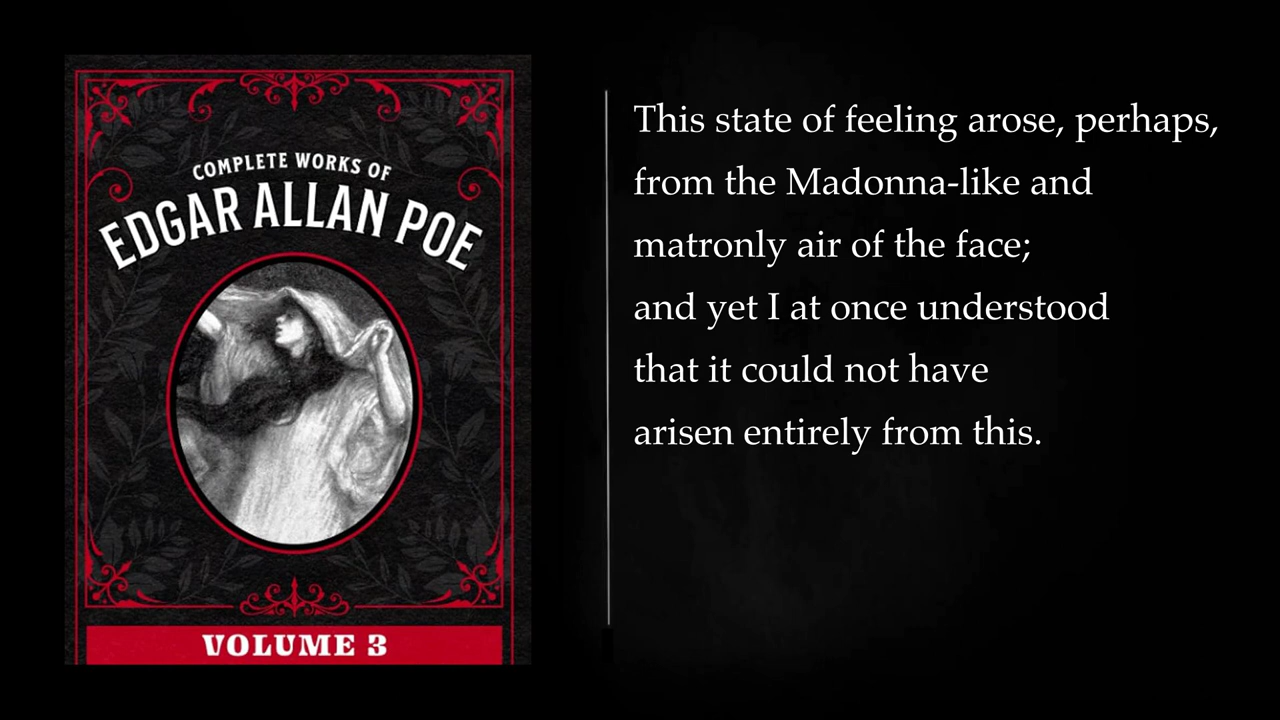 COMPLETE WORKS OF
EDGAR ALLAN POE
VOLUME 3
This state of feeling arose, perhaps,
from the Madonna-like and
matronly air of the face;
and yet I at once understood
that it could not have
arisen entirely from this.